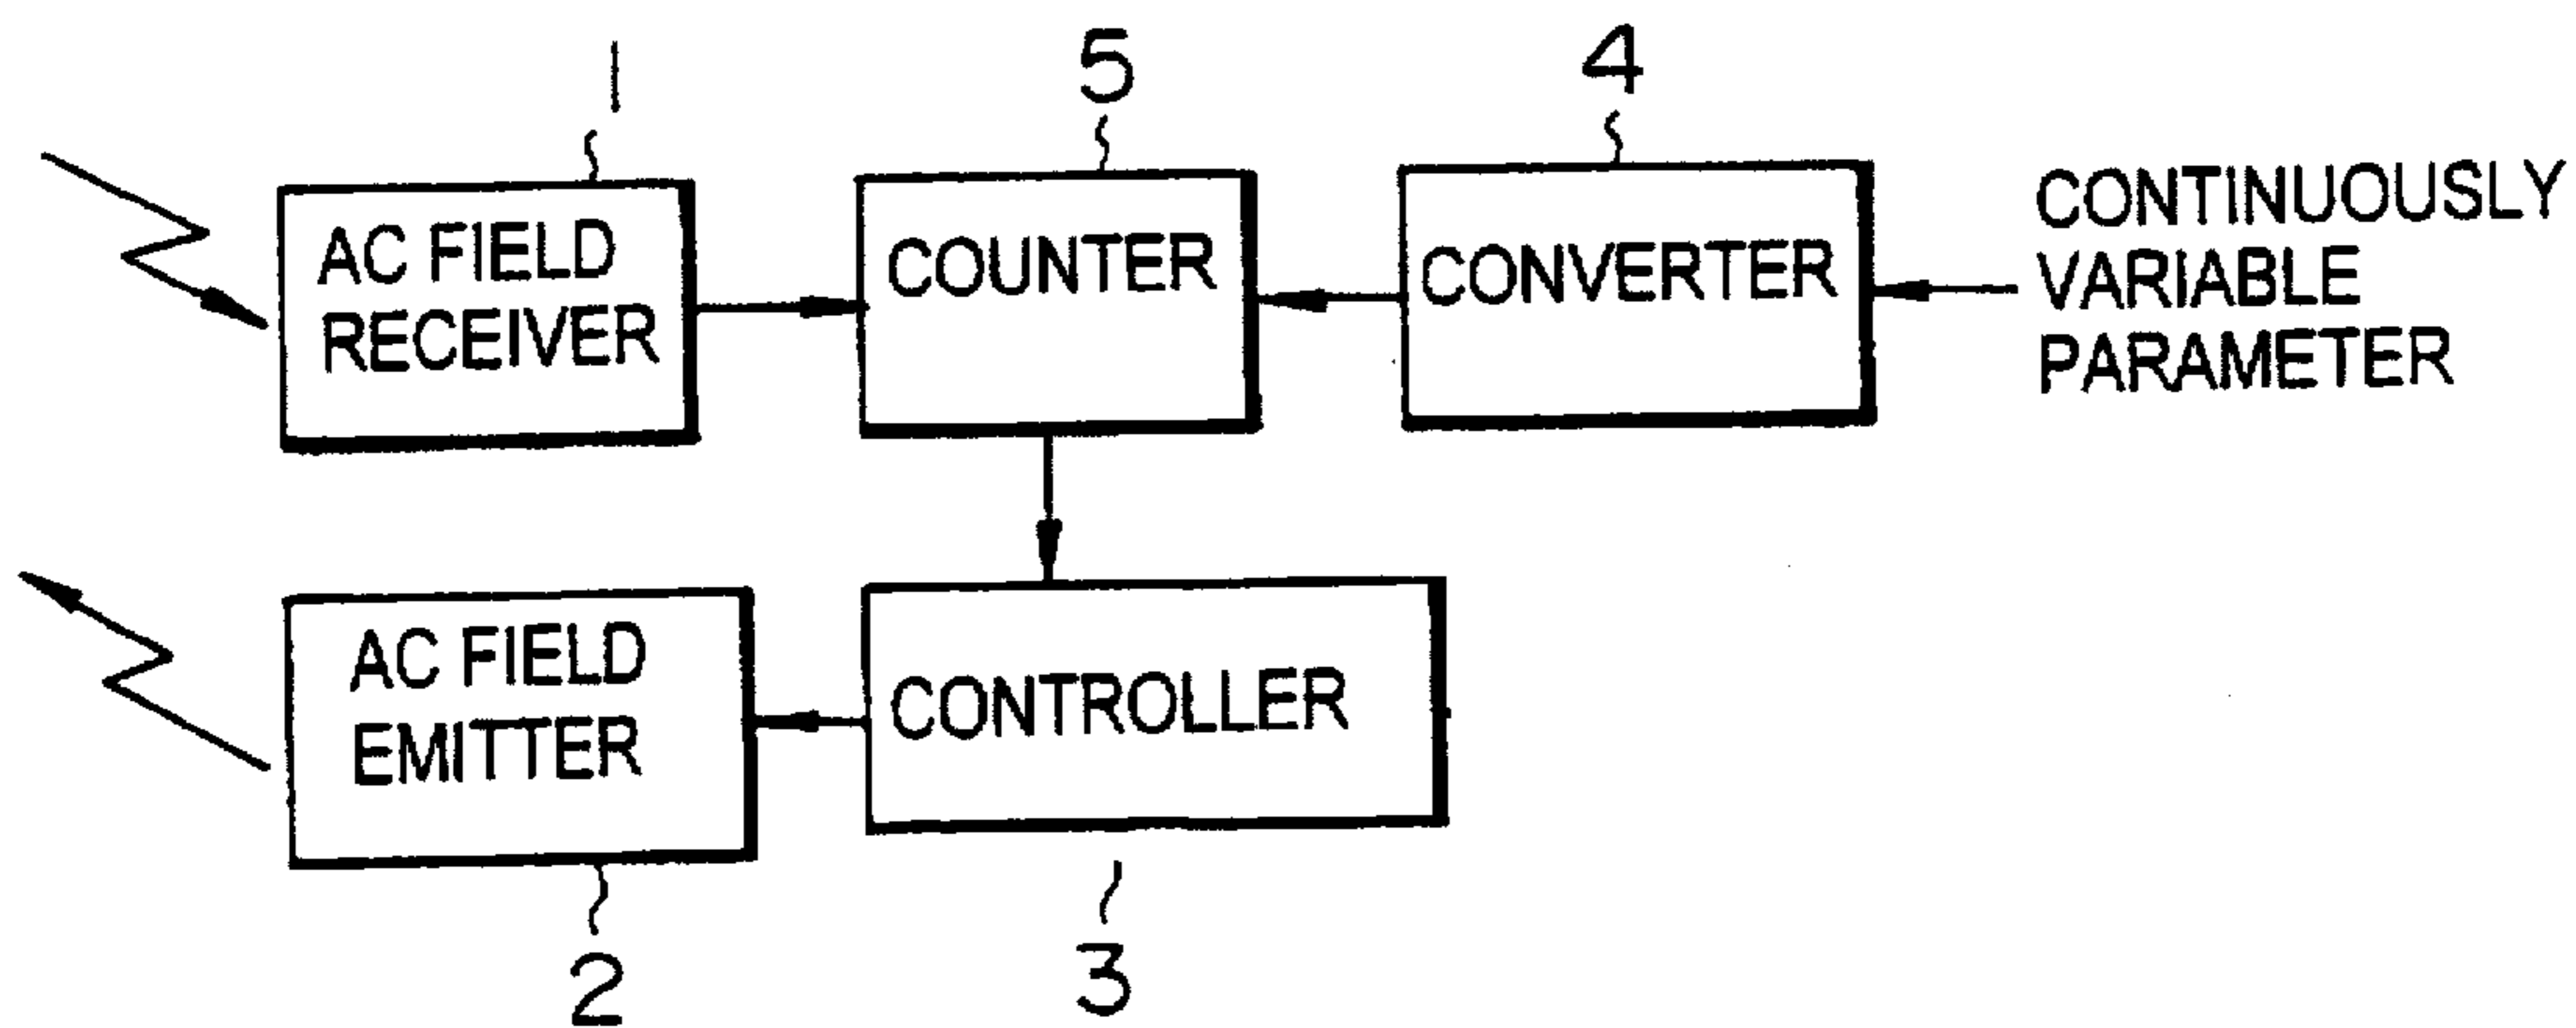 1
5
4
AC FIELD
RECEIVER
COUNTER
CONVERTER
CONTINUOUSLY
VARIABLE
PARAMETER
AC FIELD
EMITTER
CONTROLLER
2
3